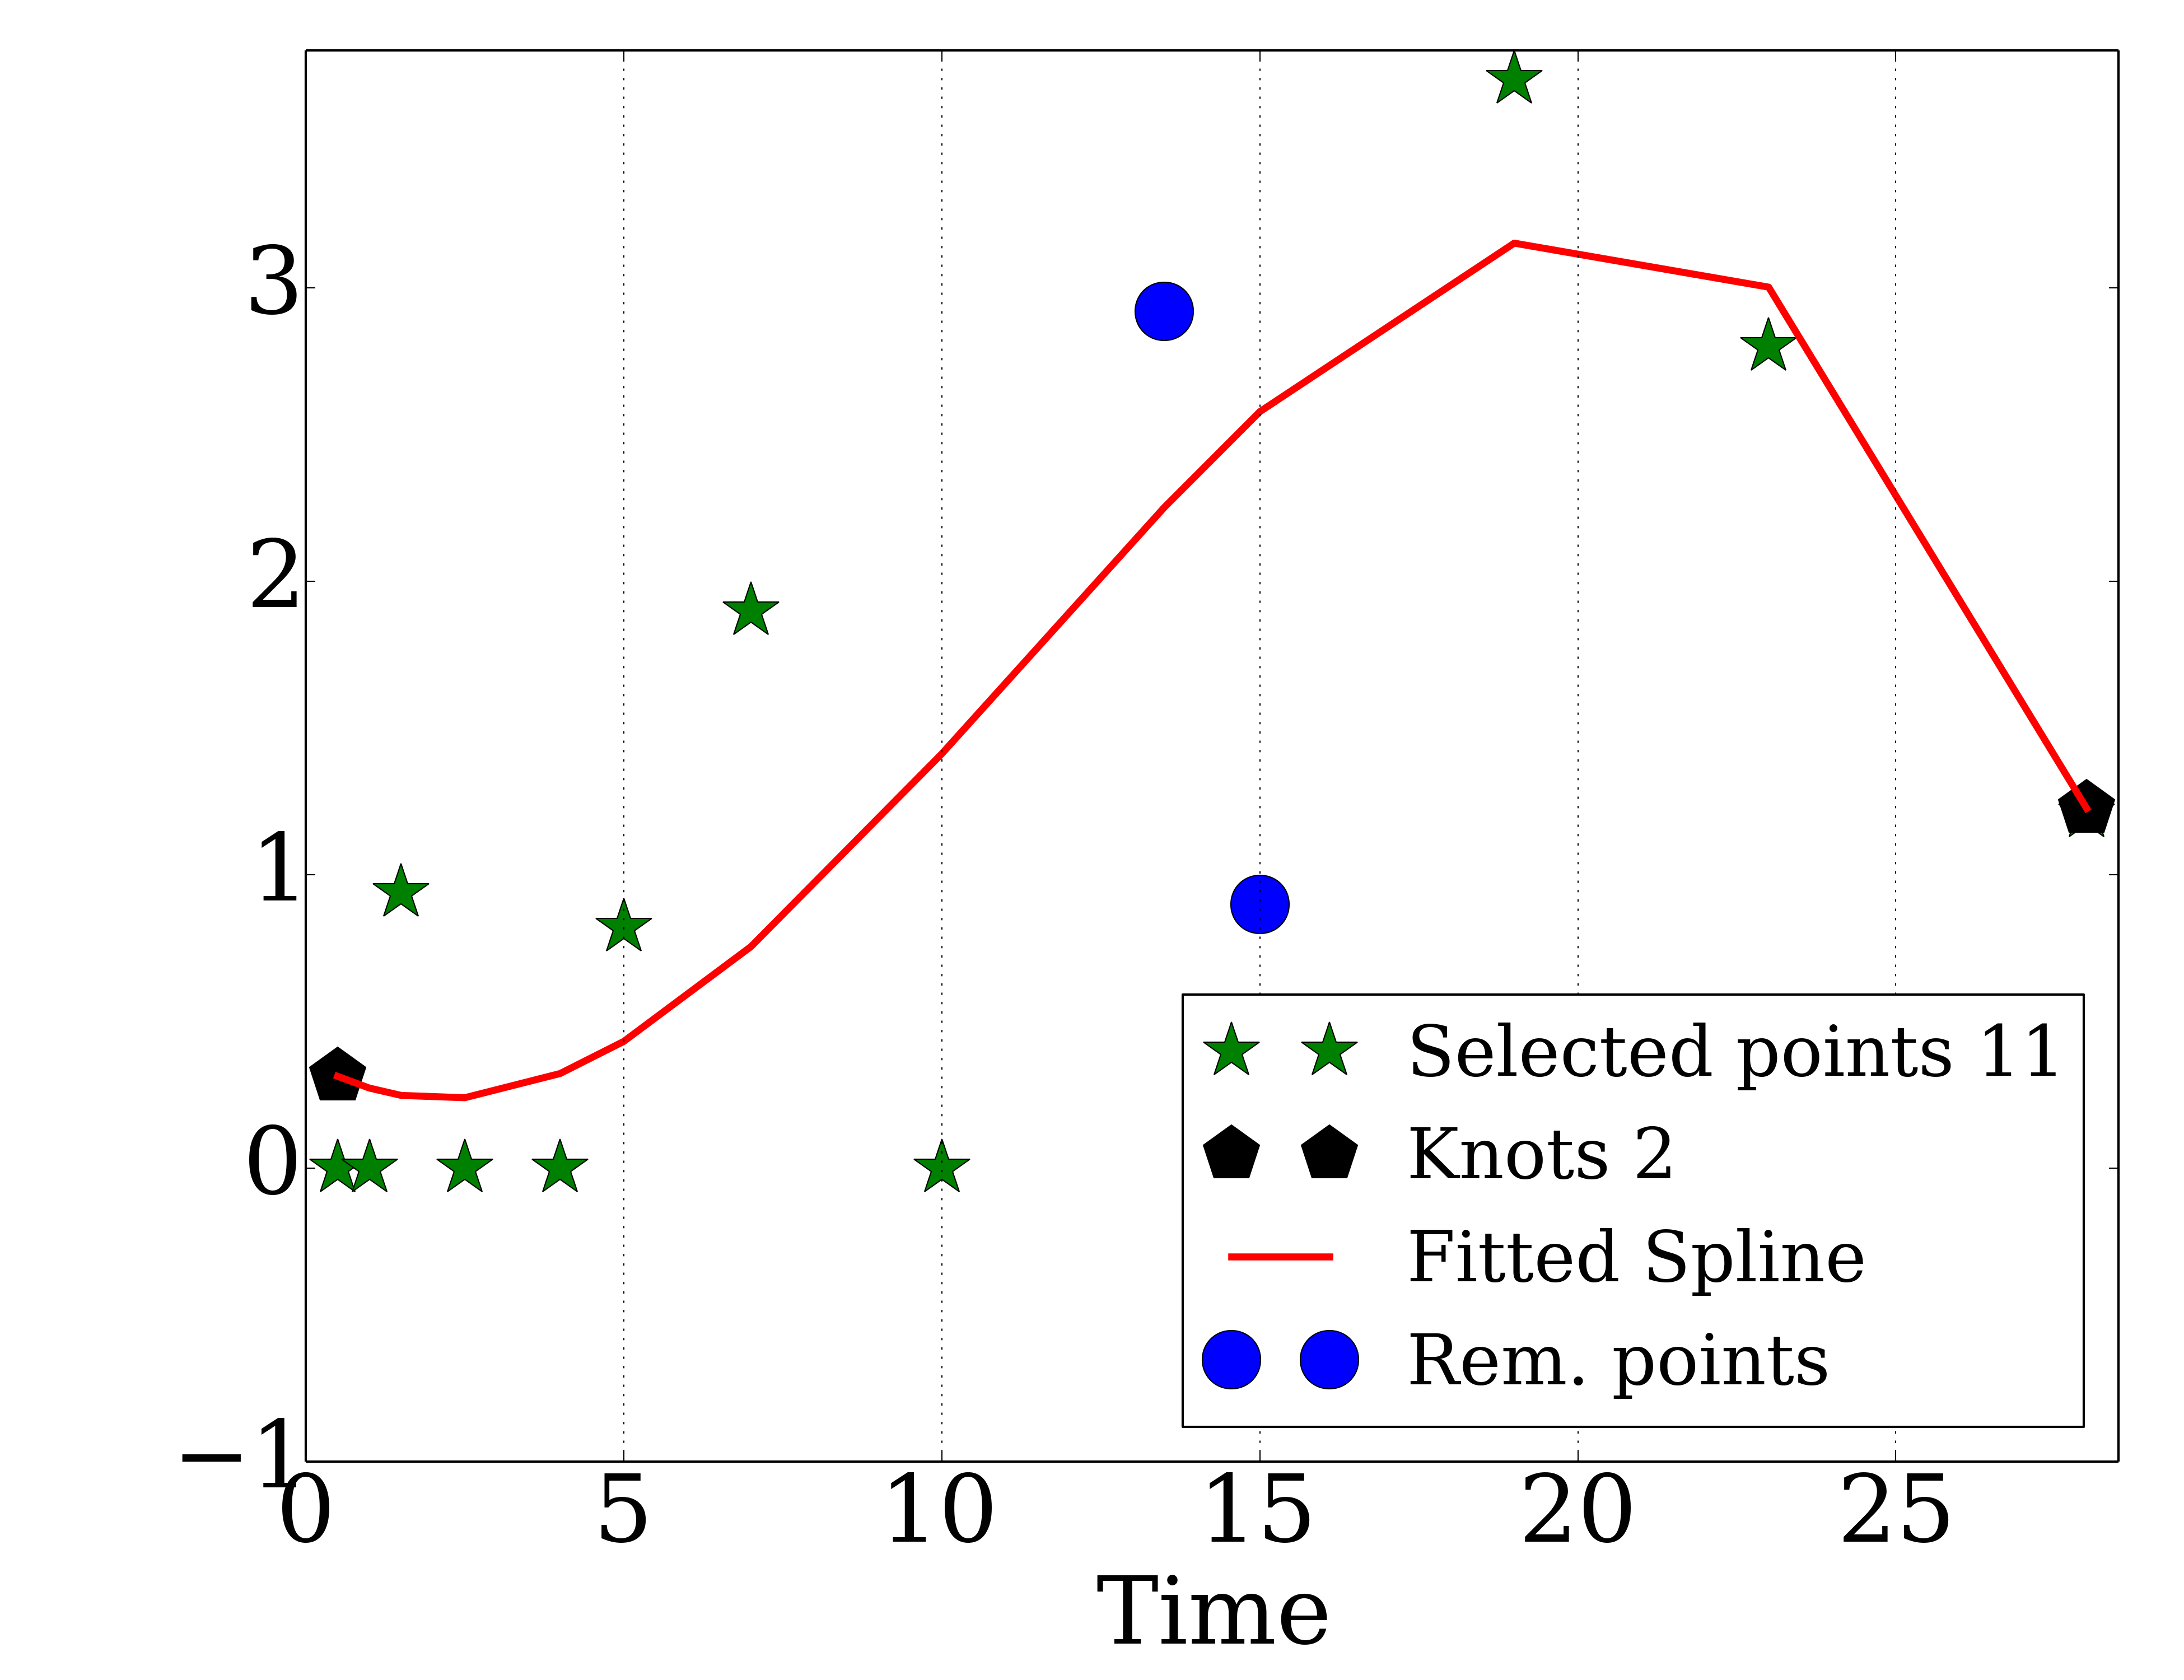 3
2
1
0
−1
0 5 10 15 20 25
Time
Selected points 11
Knots 2
Fitted Spline
Rem. points